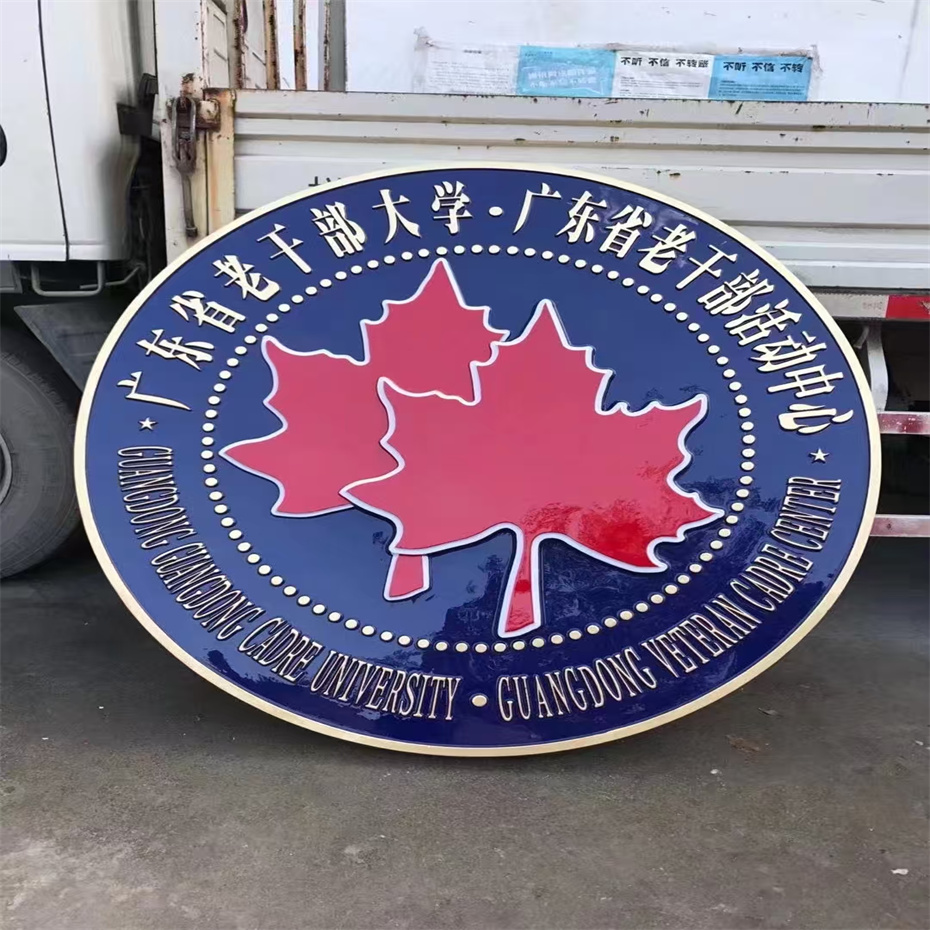 不听 不信 不转 不听 不信 不转
广东省老干部大学·广东省老干部活动中心
GUANGDONG GUANGDONG CADRE UNIVERSITY · GUANGDONG VETERAN CADRE CENTER